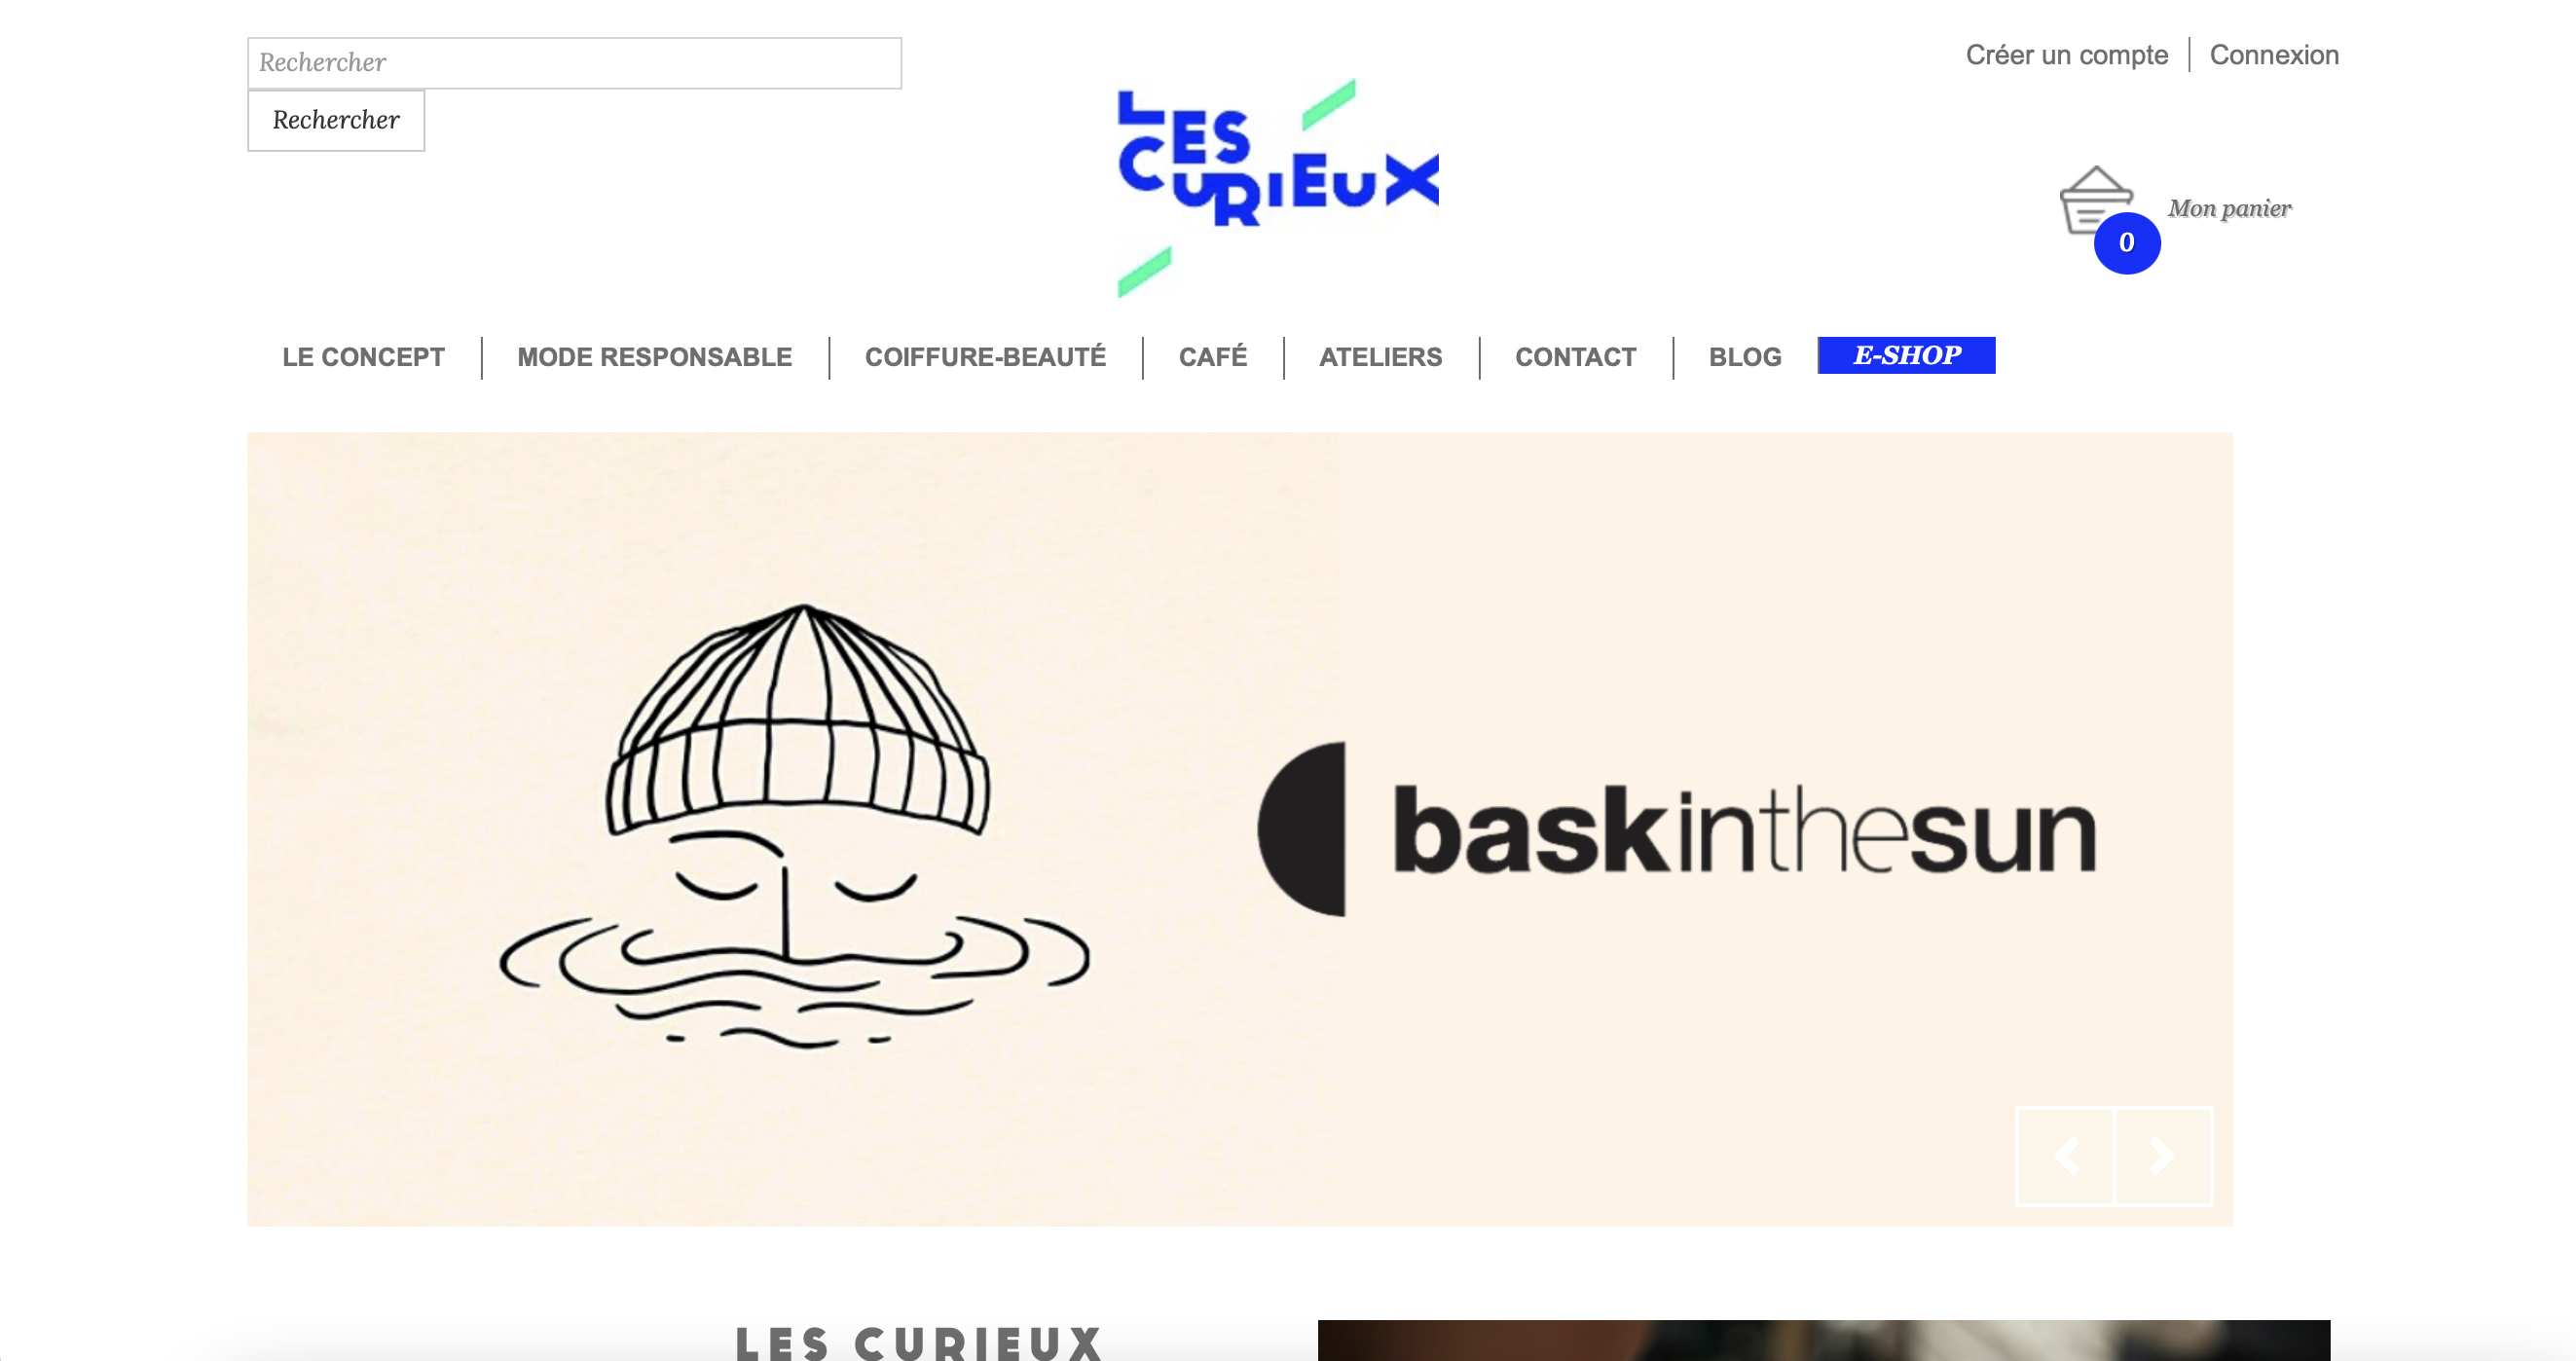 Rechercher
Rechercher
Créer un compte
Connexion
LES
CURIEUX
Mon panier
0
LE CONCEPT
MODE RESPONSABLE
COIFFURE-BEAUTÉ
CAFÉ
ATELIERS
CONTACT
BLOG
E-SHOP
baskinthesun
LES CURIEUX